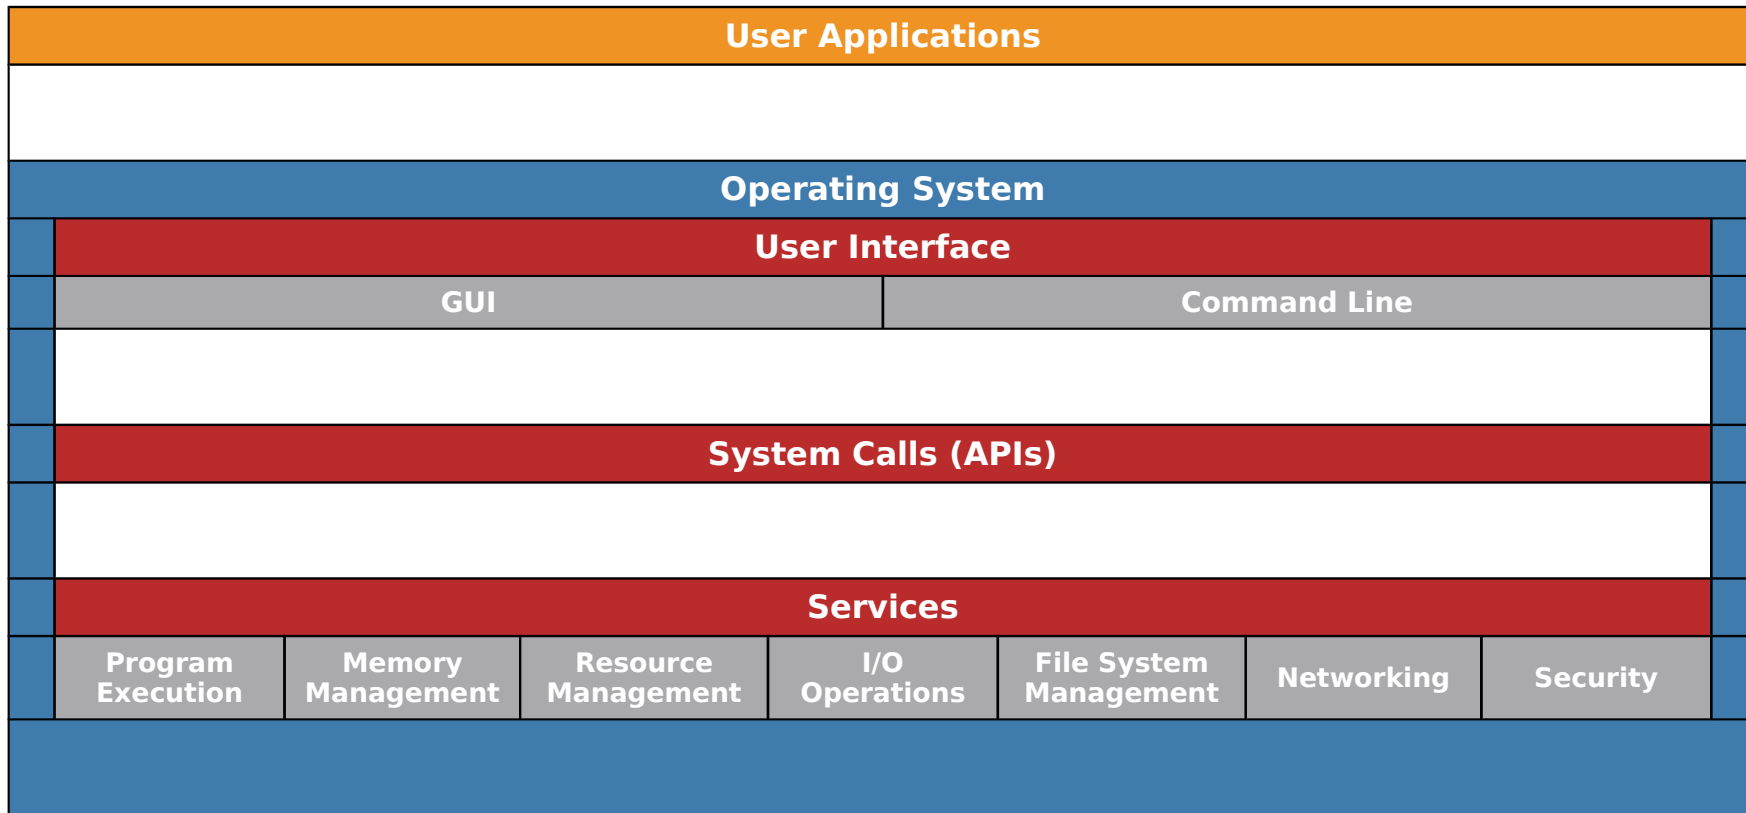 User Applications
Operating System
User Interface
GUI
Command Line
System Calls (APIs)
Services
Program
Execution
Memory
Management
Resource
Management
I/O
Operations
File System
Management
Networking
Security